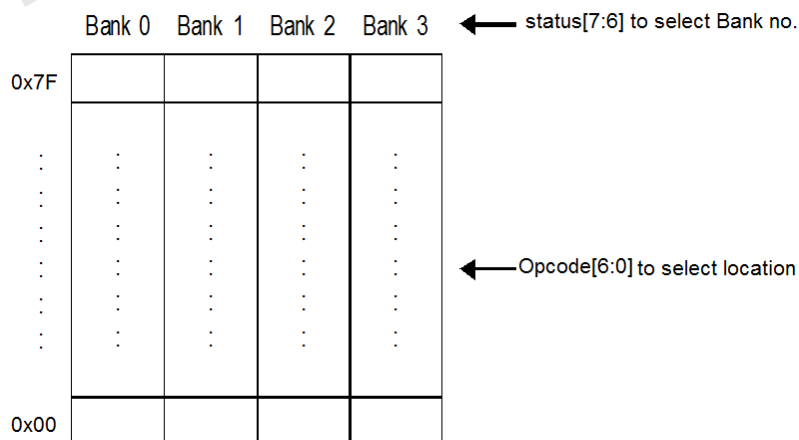 Bank 0 Bank 1 Bank 2 Bank 3 status[7:6] to select Bank no.
0x7F
Opcode[6:0] to select location
0x00